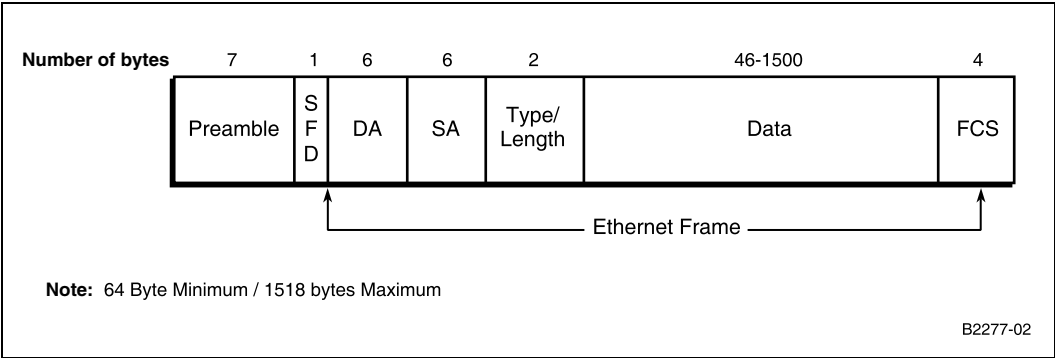 Number of bytes 7 1 6 6 2 46-1500 4
Preamble
S
F
D
DA
SA
Type/
Length
Data
FCS
Ethernet Frame
Note: 64 Byte Minimum / 1518 bytes Maximum
B2277-02